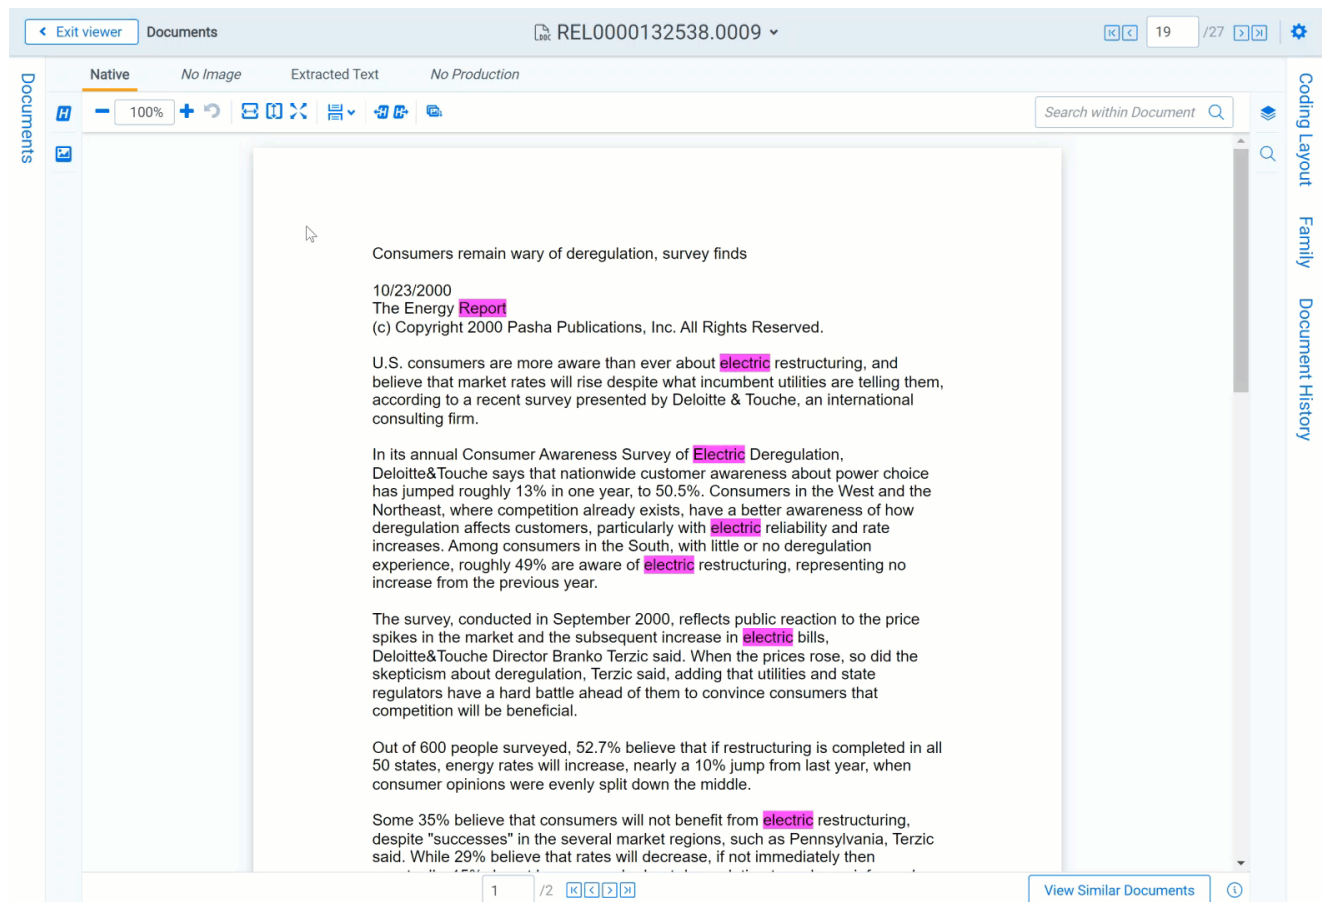 Exit viewer
Documents
REL0000132538.0009
19 /27
Documents
Native
No Image
Extracted Text
No Production
100%
Search within Document
Coding Layout
Family
Document History
Consumers remain wary of deregulation, survey finds
10/23/2000
The Energy Report
(c) Copyright 2000 Pasha Publications, Inc. All Rights Reserved.
U.S. consumers are more aware than ever about electric restructuring, and
believe that market rates will rise despite what incumbent utilities are telling them,
according to a recent survey presented by Deloitte & Touche, an international
consulting firm.
In its annual Consumer Awareness Survey of Electric Deregulation,
Deloitte&Touche says that nationwide customer awareness about power choice
has jumped roughly 13% in one year, to 50.5%. Consumers in the West and the
Northeast, where competition already exists, have a better awareness of how
deregulation affects customers, particularly with electric reliability and rate
increases. Among consumers in the South, with little or no deregulation
experience, roughly 49% are aware of electric restructuring, representing no
increase from the previous year.
The survey, conducted in September 2000, reflects public reaction to the price
spikes in the market and the subsequent increase in electric bills,
Deloitte&Touche Director Branko Terzic said. When the prices rose, so did the
skepticism about deregulation, Terzic said, adding that utilities and state
regulators have a hard battle ahead of them to convince consumers that
competition will be beneficial.
Out of 600 people surveyed, 52.7% believe that if restructuring is completed in all
50 states, energy rates will increase, nearly a 10% jump from last year, when
consumer opinions were evenly split down the middle.
Some 35% believe that consumers will not benefit from electric restructuring,
despite "successes" in the several market regions, such as Pennsylvania, Terzic
said. While 29% believe that rates will decrease, if not immediately then
1 /2
View Similar Documents